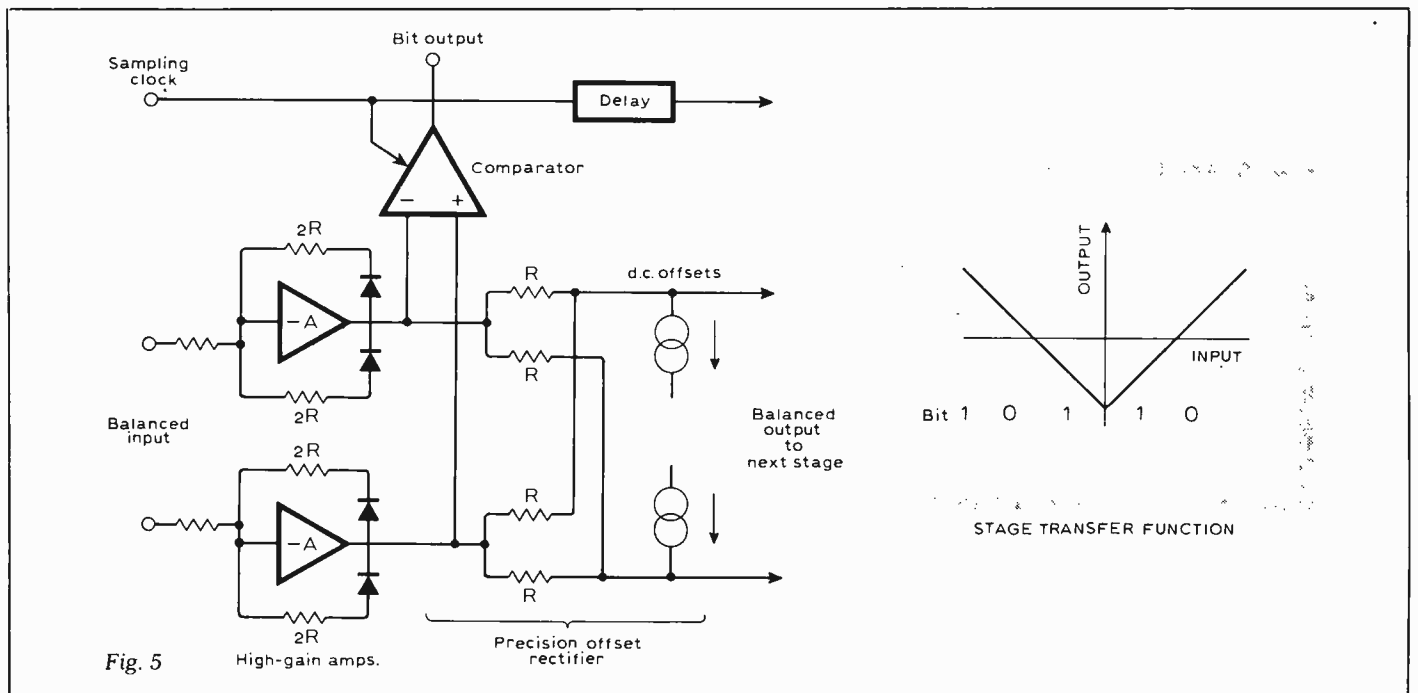 Bit output
Sampling
clock
Delay
Comparator
−
+
2R
−A
2R
R
R
d.c. offsets
OUTPUT
INPUT
Bit 1 0 1 1 0
STAGE TRANSFER FUNCTION
Balanced
input
Balanced
output
to
next stage
2R
−A
2R
R
R
Precision offset
rectifier
Fig. 5
High-gain amps.